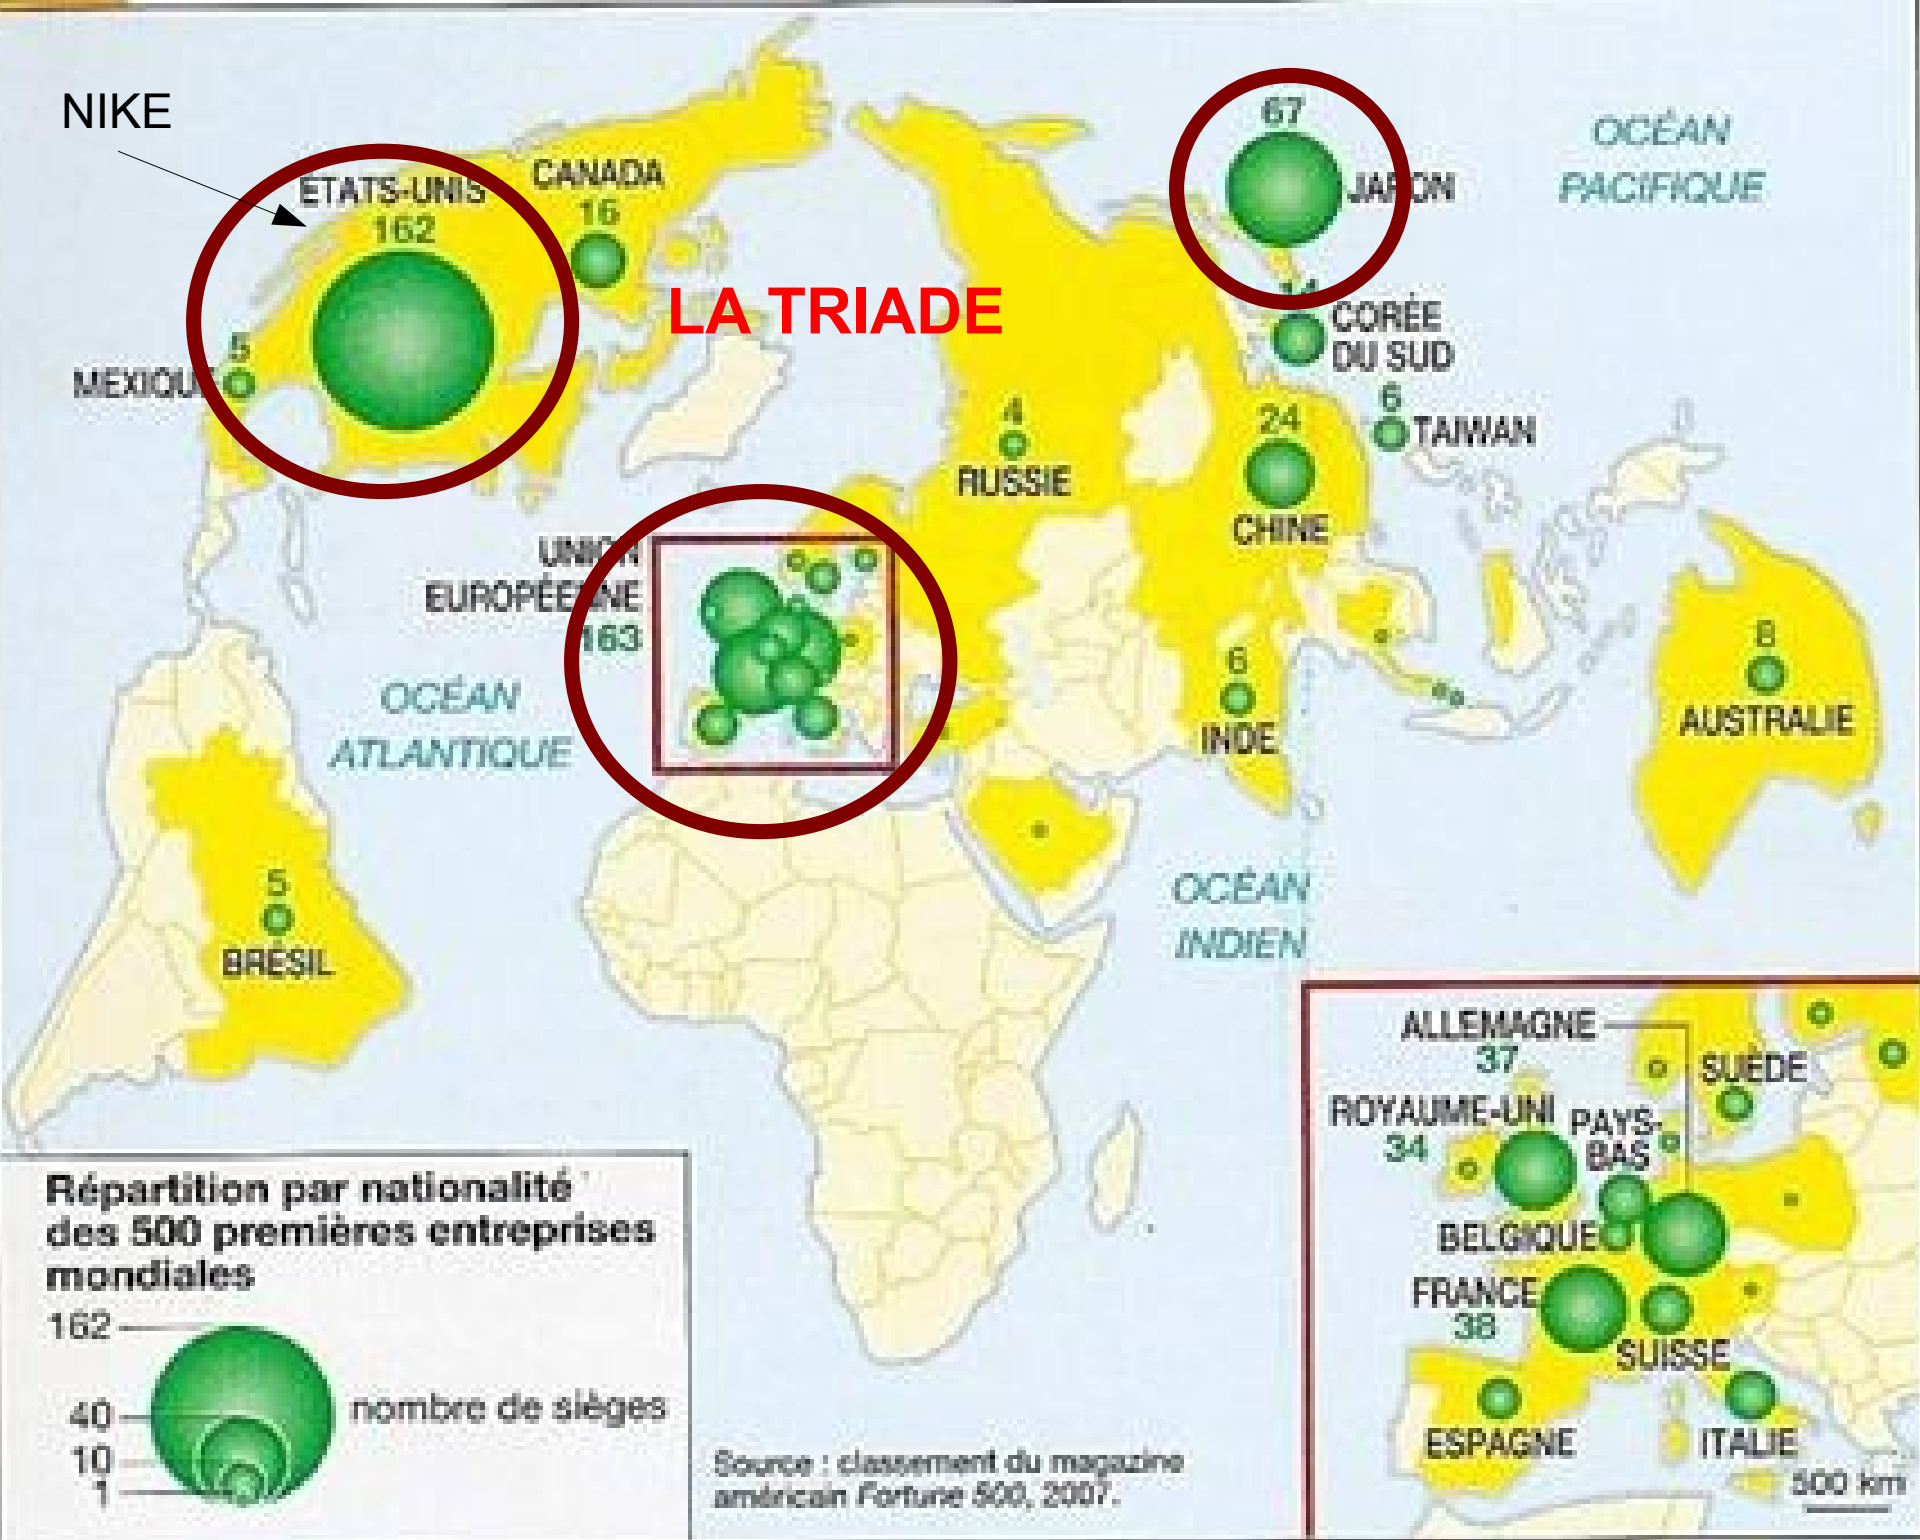 NIKE
ÉTATS-UNIS
162
CANADA
16
LA TRIADE
67
JAPON
OCÉAN
PACIFIQUE
14
CORÉE
DU SUD
5
MEXIQUE
4
RUSSIE
24
CHINE
6
TAIWAN
UNION
EUROPÉENNE
163
OCÉAN
ATLANTIQUE
6
INDE
8
AUSTRALIE
5
BRÉSIL
OCÉAN
INDIEN
ALLEMAGNE
37
SUÈDE
ROYAUME-UNI
34
PAYS-
BAS
BELGIQUE
FRANCE
38
SUISSE
ESPAGNE
ITALIE
500 km
Répartition par nationalité
des 500 premières entreprises
mondiales
162
40
10
1
nombre de sièges
Source : classement du magazine
américain Fortune 500, 2007.